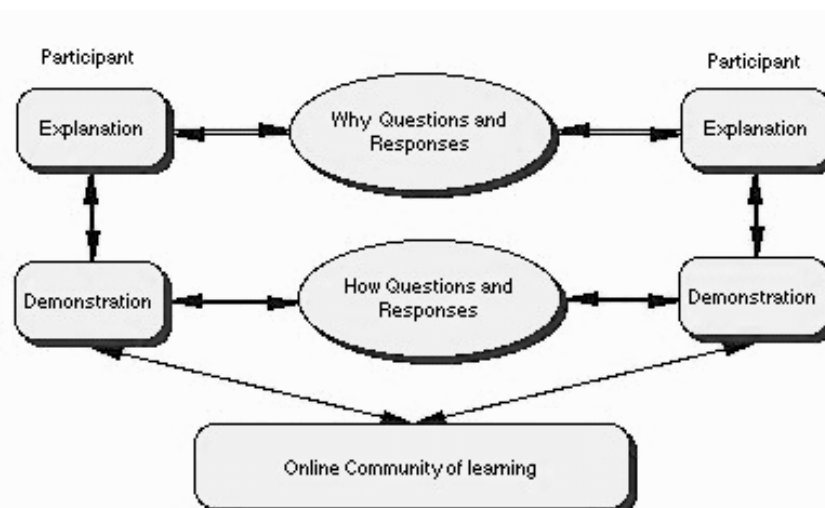 Participant
Participant
Explanation
Why Questions and
Responses
Explanation
Demonstration
How Questions and
Responses
Demonstration
Online Community of learning